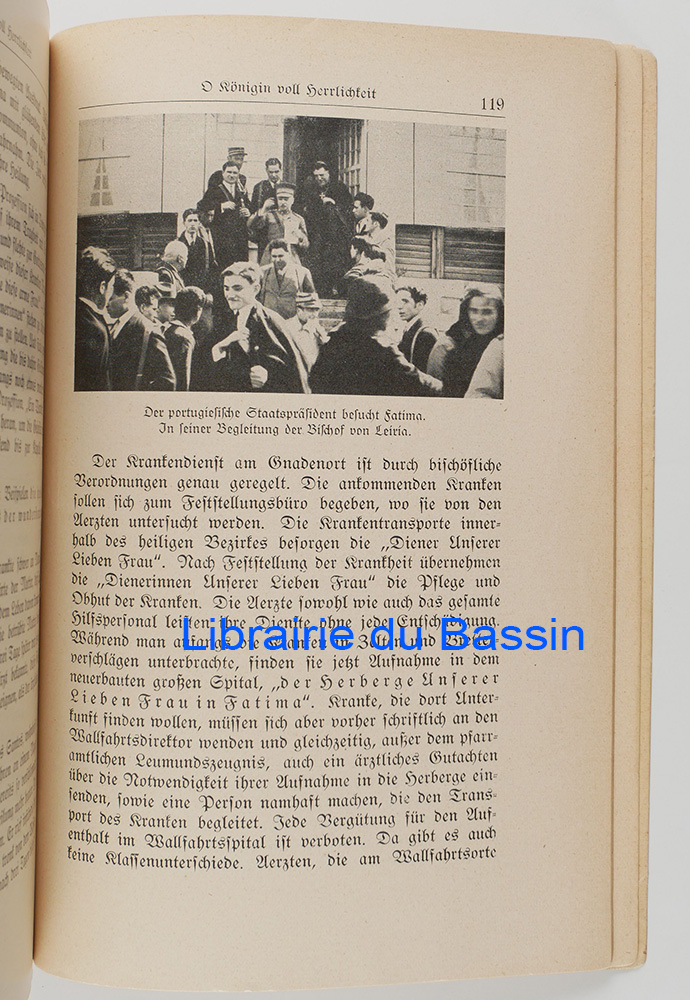 O Königin voll Herrlichkeit
119
Der portugiesische Staatspräsident besucht Fatima.
In seiner Begleitung der Bischof von Leiria.
Der Krankendienst am Gnadenort ist durch bischöfliche
Verordnungen genau geregelt. Die ankommenden Kranken
sollen sich zum Feststellungsbüro begeben, wo sie von den
Aerzten untersucht werden. Die Krankentransporte inner-
halb des heiligen Bezirkes besorgen die „Diener Unserer
Lieben Frau“. Nach Feststellung der Krankheit übernehmen
die „Dienerinnen Unserer Lieben Frau“ die Pflege und
Obhut der Kranken. Die Aerzte sowohl wie auch das gesamte
Hilfspersonal leisten ihre Dienste ohne jede Entschädigung.
Während man anfangs die Kranken in Zelten und Bretter-
verschlägen unterbrachte, finden sie jetzt Aufnahme in dem
neuerbauten großen Spital, „der Herberge Unserer
Lieben Frau in Fatima“. Kranke, die dort Unter-
kunft finden wollen, müssen sich aber vorher schriftlich an den
Wallfahrtsdirektor wenden und gleichzeitig, außer dem pfarr-
amtlichen Leumundszeugnis, auch ein ärztliches Gutachten
über die Notwendigkeit ihrer Aufnahme in die Herberge ein-
senden, sowie eine Person namhaft machen, die den Trans-
port des Kranken begleitet. Jede Vergütung für den Auf-
enthalt im Wallfahrtsspital ist verboten. Da gibt es auch
keine Klassenunterschiede. Aerzten, die am Wallfahrtsorte
Librairie du Bassin